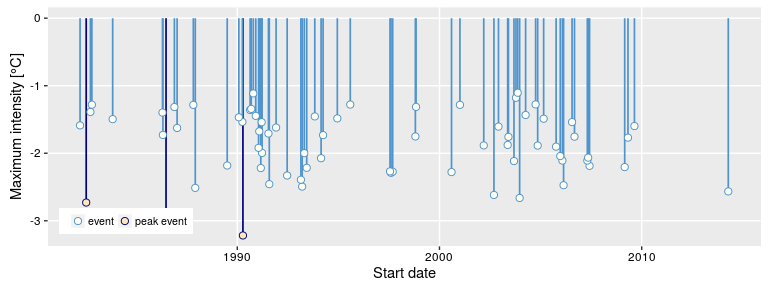 Maximum intensity [°C]
0
-1
-2
-3
event peak event
1990 2000 2010
Start date